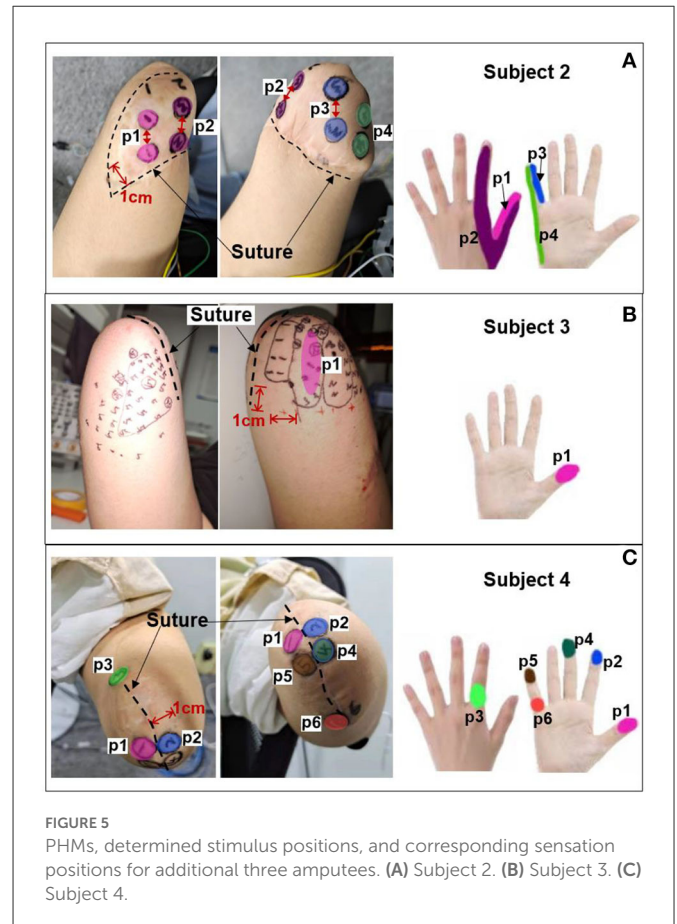 A
Subject 2
p2
p3
p4
p1
p2
1cm
Suture
p3
p1
p2
p4
B
Suture
Subject 3
p1
1cm
p1
C
Subject 4
Suture
p2
p1
p4
p3
p5
1cm
p6
p1
p2
p4
p5
p2
p3
p6
p1
FIGURE 5
PHMs, determined stimulus positions, and corresponding sensation
positions for additional three amputees. (A) Subject 2. (B) Subject 3. (C)
Subject 4.